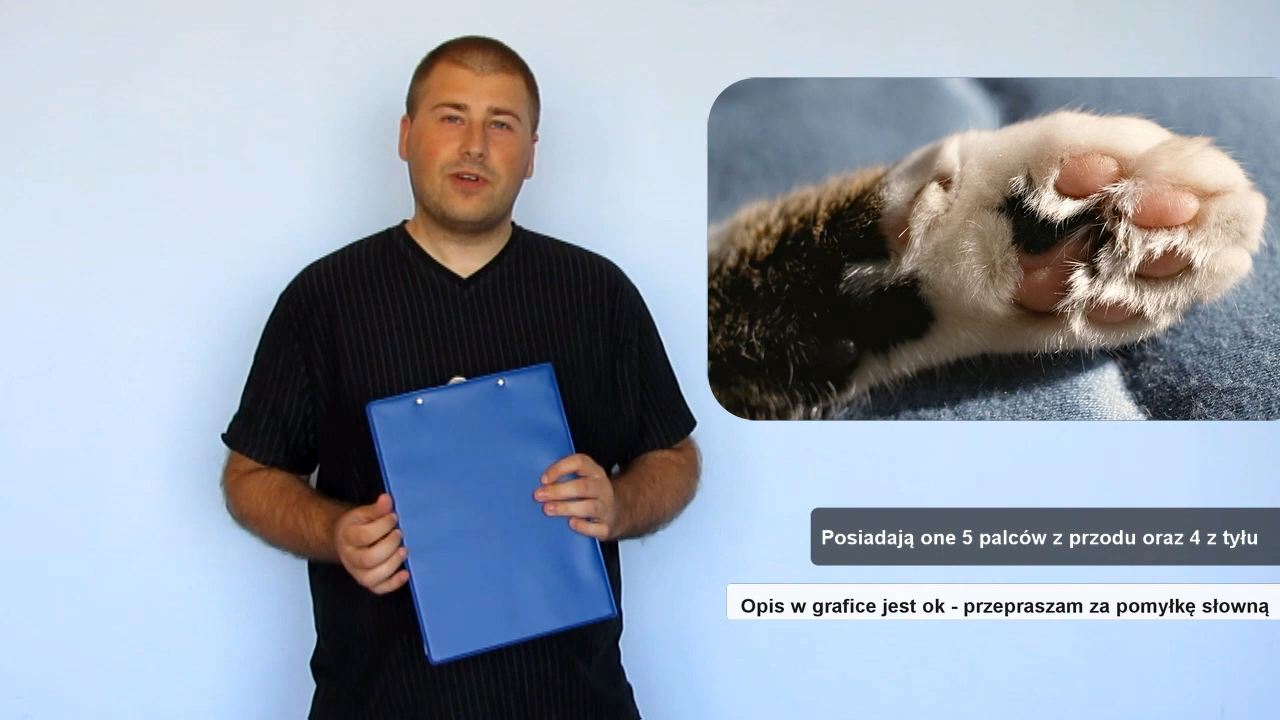 Posiadają one 5 palców z przodu oraz 4 z tyłu
Opis w grafice jest ok - przepraszam za pomyłkę słowną